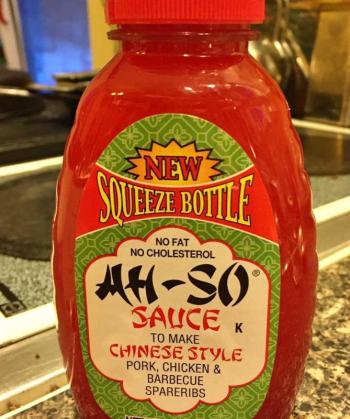 NEW
SQUEEZE BOTTLE
NO FAT
NO CHOLESTEROL
AH-SO®
SAUCE K
TO MAKE
CHINESE STYLE
PORK, CHICKEN &
BARBECUE
SPARERIBS